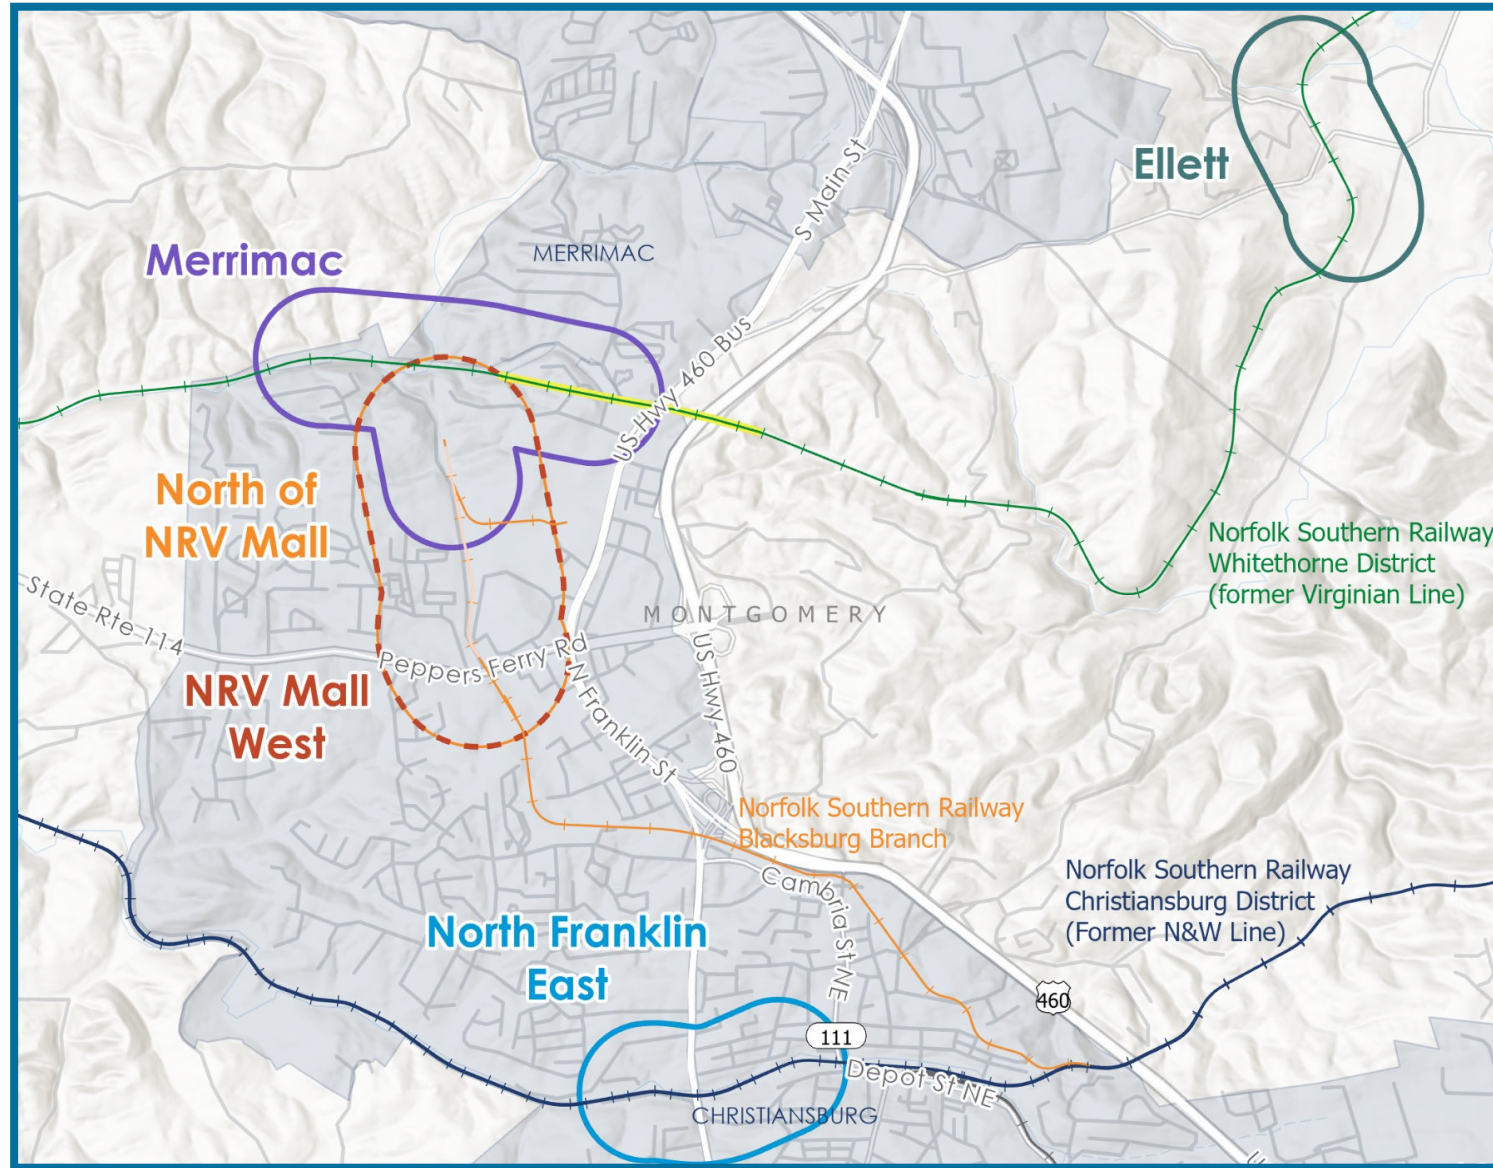 Ellett
S Main St
Merrimac
MERRIMAC
US Hwy 460 Bus
North of
NRV Mall
Norfolk Southern Railway
Whitethorne District
(former Virginian Line)
State Rte 114
MONTGOMERY
Peppers Ferry Rd
US Hwy 460
NRV Mall
West
N Franklin St
Norfolk Southern Railway
Blacksburg Branch
Cambria St NE
Norfolk Southern Railway
Christiansburg District
(Former N&W Line)
North Franklin
East
460
111
Depot St NE
CHRISTIANSBURG